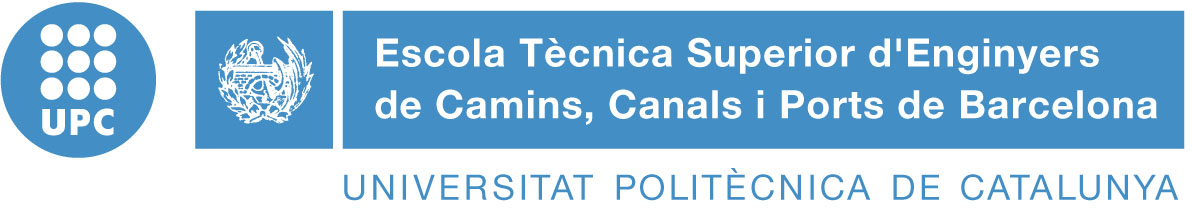 UPC
Escola Tècnica Superior d'Enginyers
de Camins, Canals i Ports de Barcelona
UNIVERSITAT POLITÈCNICA DE CATALUNYA